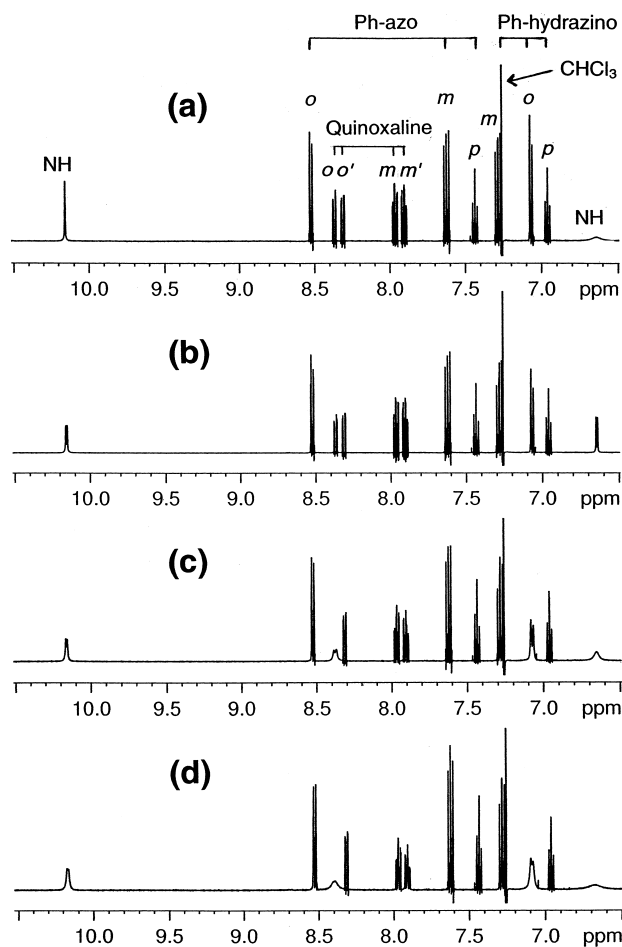 Ph-azo Ph-hydrazino
CHCl₃
(a)
o m o
Quinoxaline m
NH o o' m m' p p NH
10.0 9.5 9.0 8.5 8.0 7.5 7.0 ppm
(b)
10.0 9.5 9.0 8.5 8.0 7.5 7.0 ppm
(c)
10.0 9.5 9.0 8.5 8.0 7.5 7.0 ppm
(d)
10.0 9.5 9.0 8.5 8.0 7.5 7.0 ppm